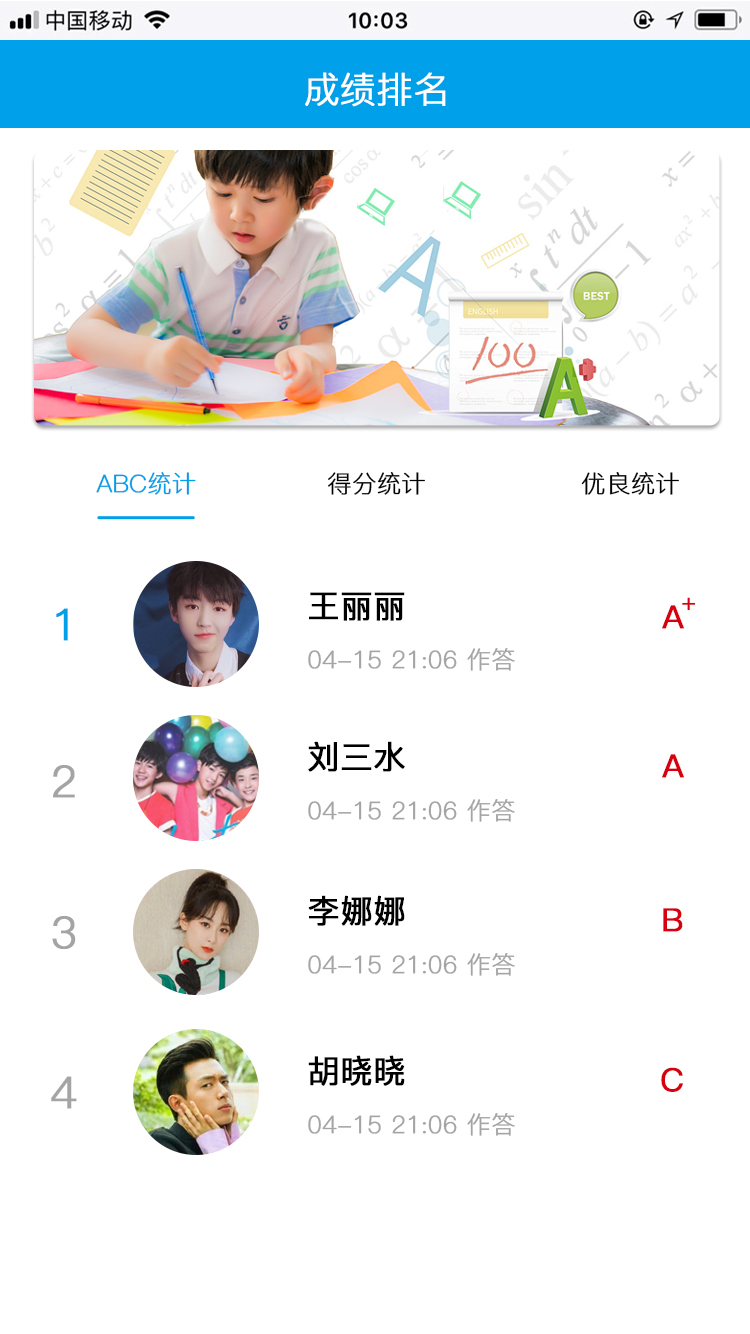 中国移动 10:03
成绩排名
sin
A
BEST
ENGLISH
100
A
ABC统计 得分统计 优良统计
1 王丽丽 A+
04-15 21:06 作答
2 刘三水 A
04-15 21:06 作答
3 李娜娜 B
04-15 21:06 作答
4 胡晓晓 C
04-15 21:06 作答